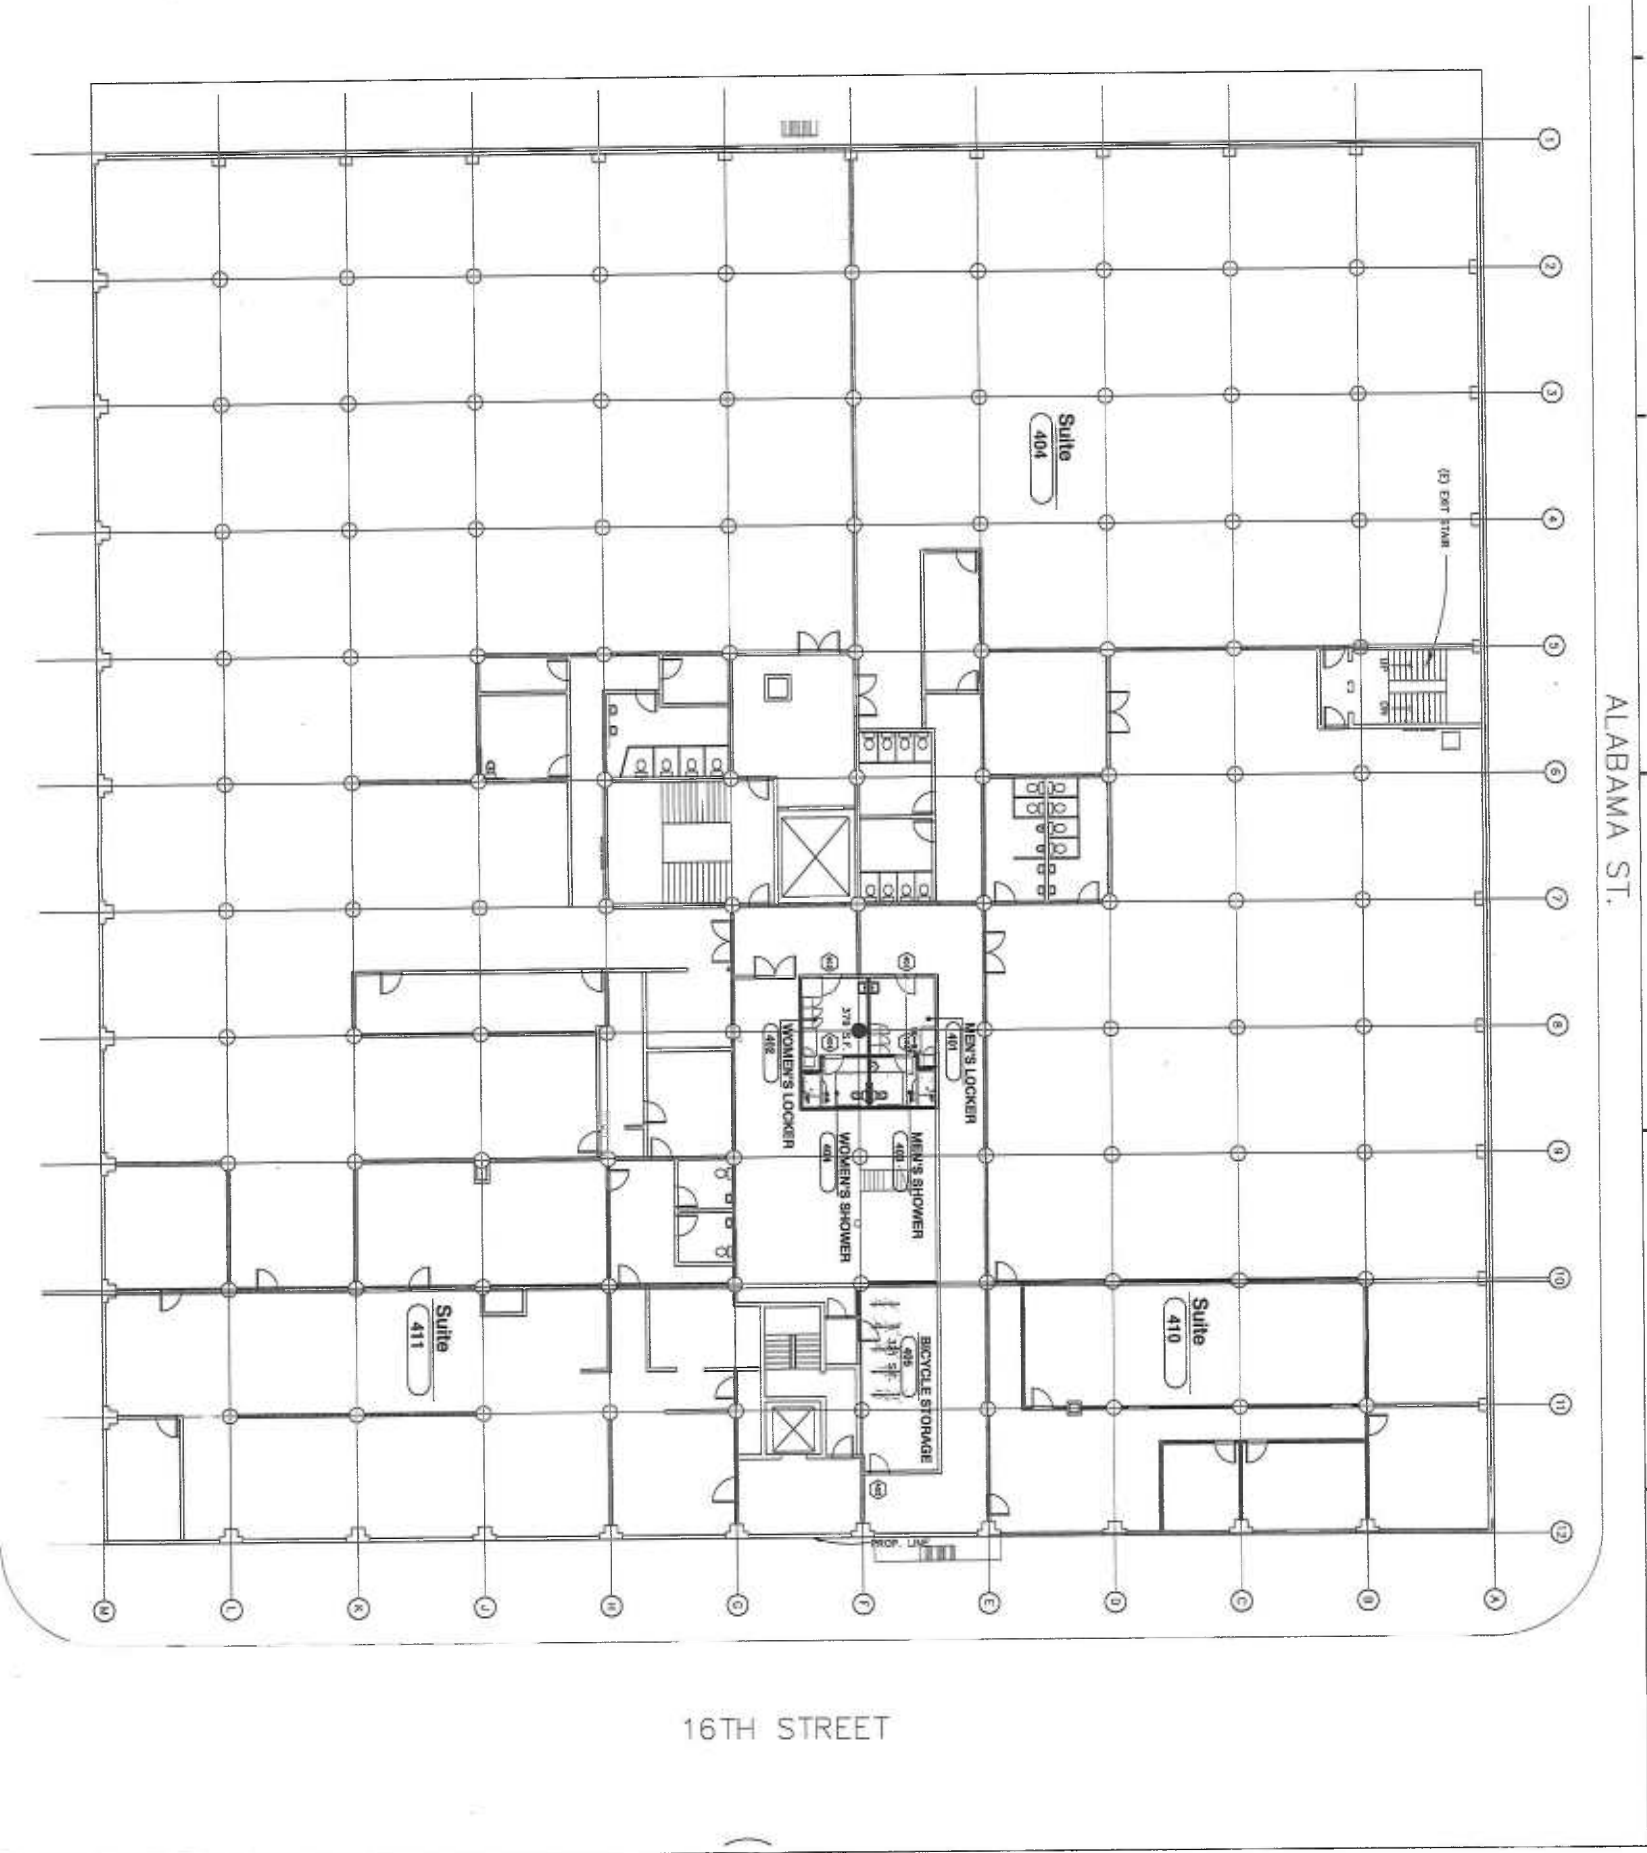 1
2
3
Suite
404
(E) EXIT STAIR
4
5
UP
DN
6
ALABAMA ST.
7
8
378 S.F.
MEN'S LOCKER
401
WOMEN'S LOCKER
402
MEN'S SHOWER
403
WOMEN'S SHOWER
404
9
10
Suite
411
Suite
410
BICYCLE STORAGE
405
331 S.F.
11
12
PROP. LINE
M
L
K
J
H
G
F
E
D
C
B
A
16TH STREET